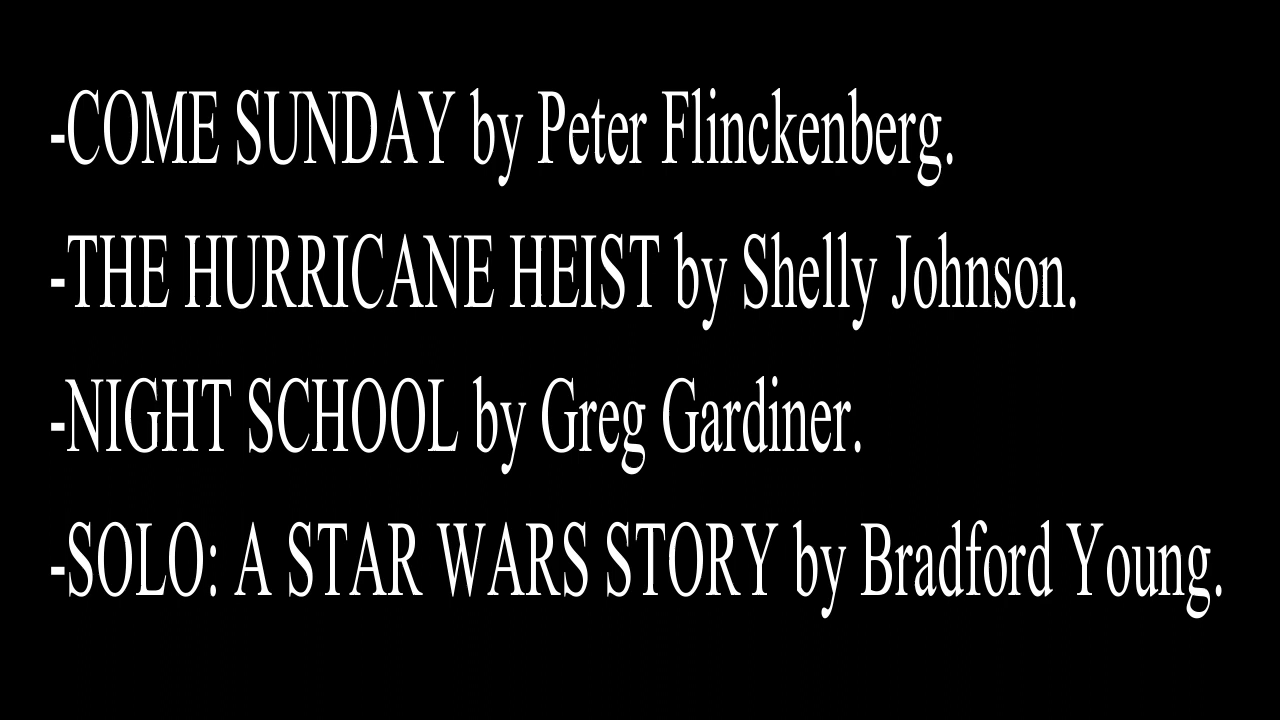 -COME SUNDAY by Peter Flinckenberg.
-THE HURRICANE HEIST by Shelly Johnson.
-NIGHT SCHOOL by Greg Gardiner.
-SOLO: A STAR WARS STORY by Bradford Young.